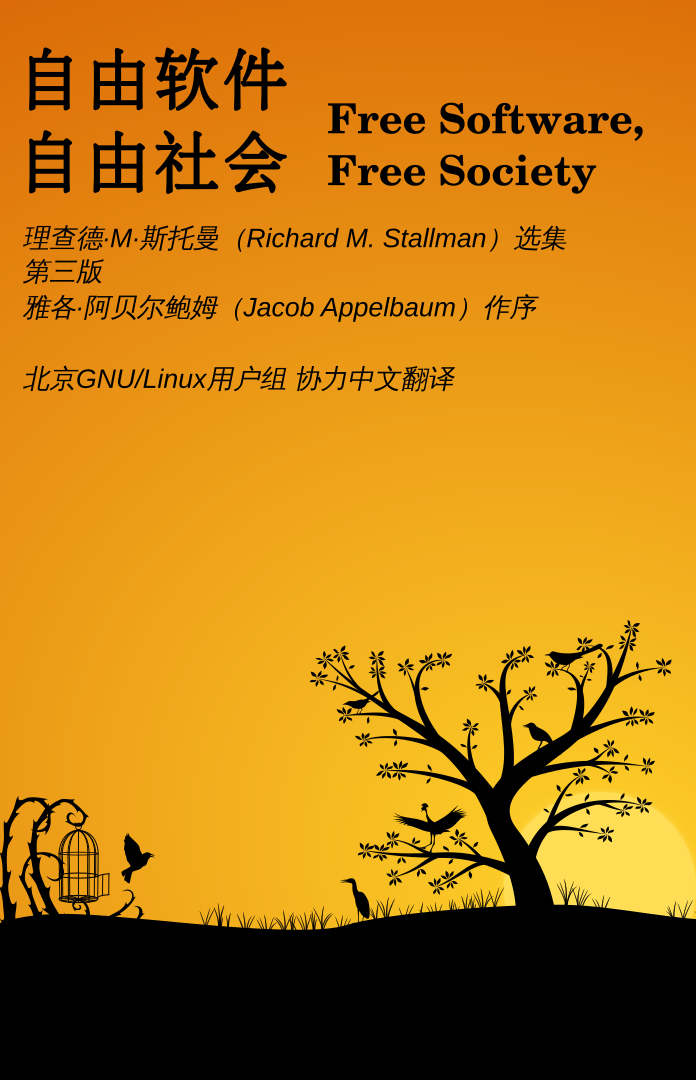 自由软件
自由社会
Free Software,
Free Society
理查德·M·斯托曼（Richard M. Stallman）选集
第三版
雅各·阿贝尔鲍姆（Jacob Appelbaum）作序
北京GNU/Linux用户组 协力中文翻译